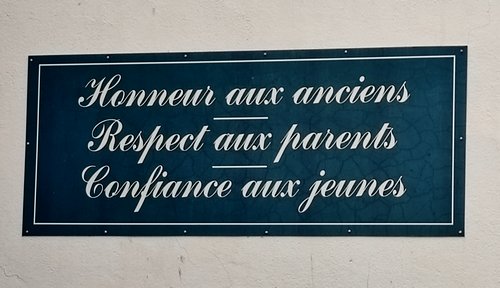 Honneur aux anciens
Respect aux parents
Confiance aux jeunes